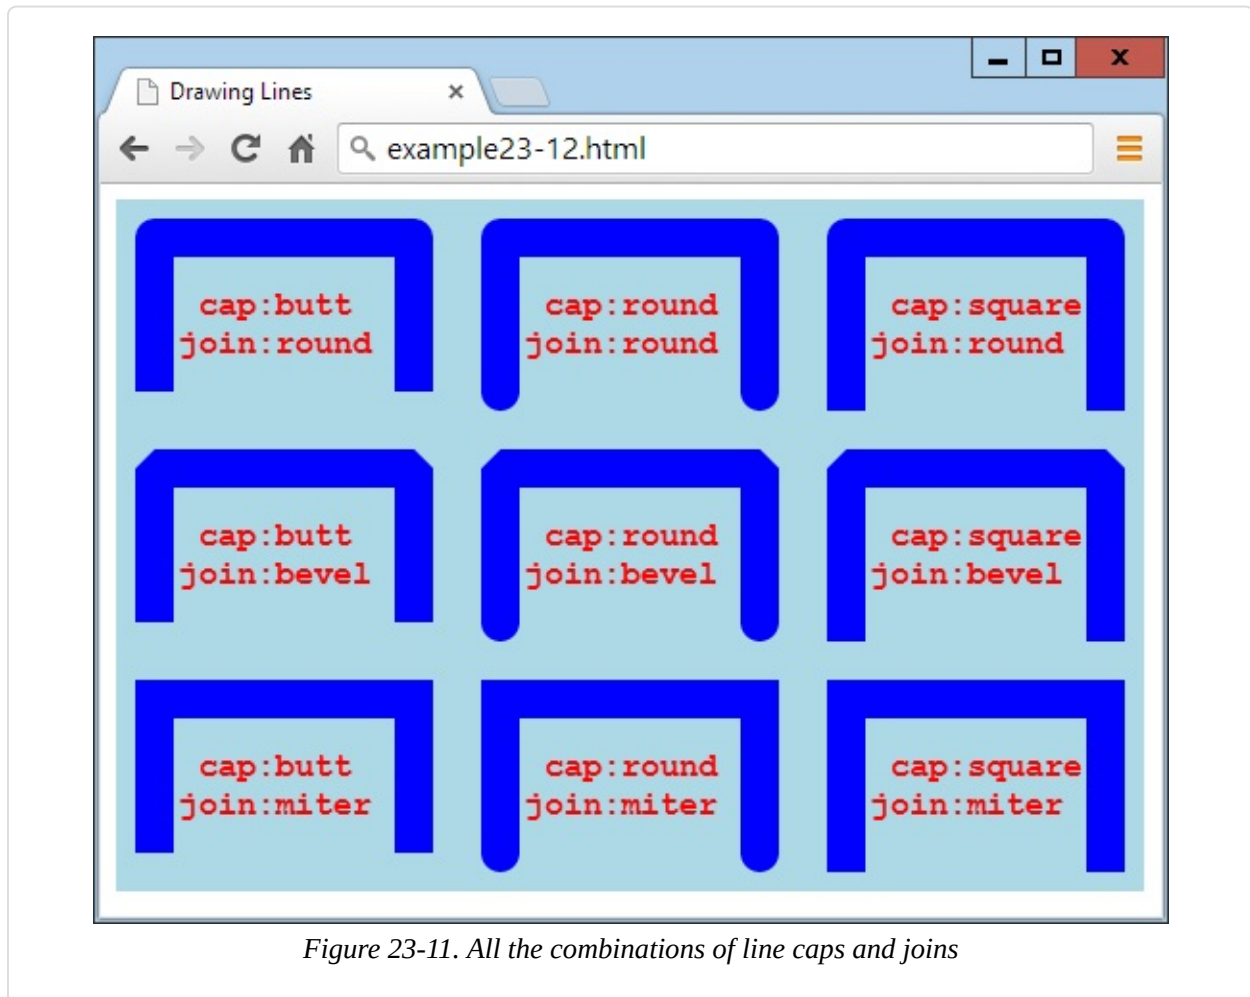 Drawing Lines
example23-12.html
cap:butt
join:round
cap:round
join:round
cap:square
join:round
cap:butt
join:bevel
cap:round
join:bevel
cap:square
join:bevel
cap:butt
join:miter
cap:round
join:miter
cap:square
join:miter
Figure 23-11. All the combinations of line caps and joins